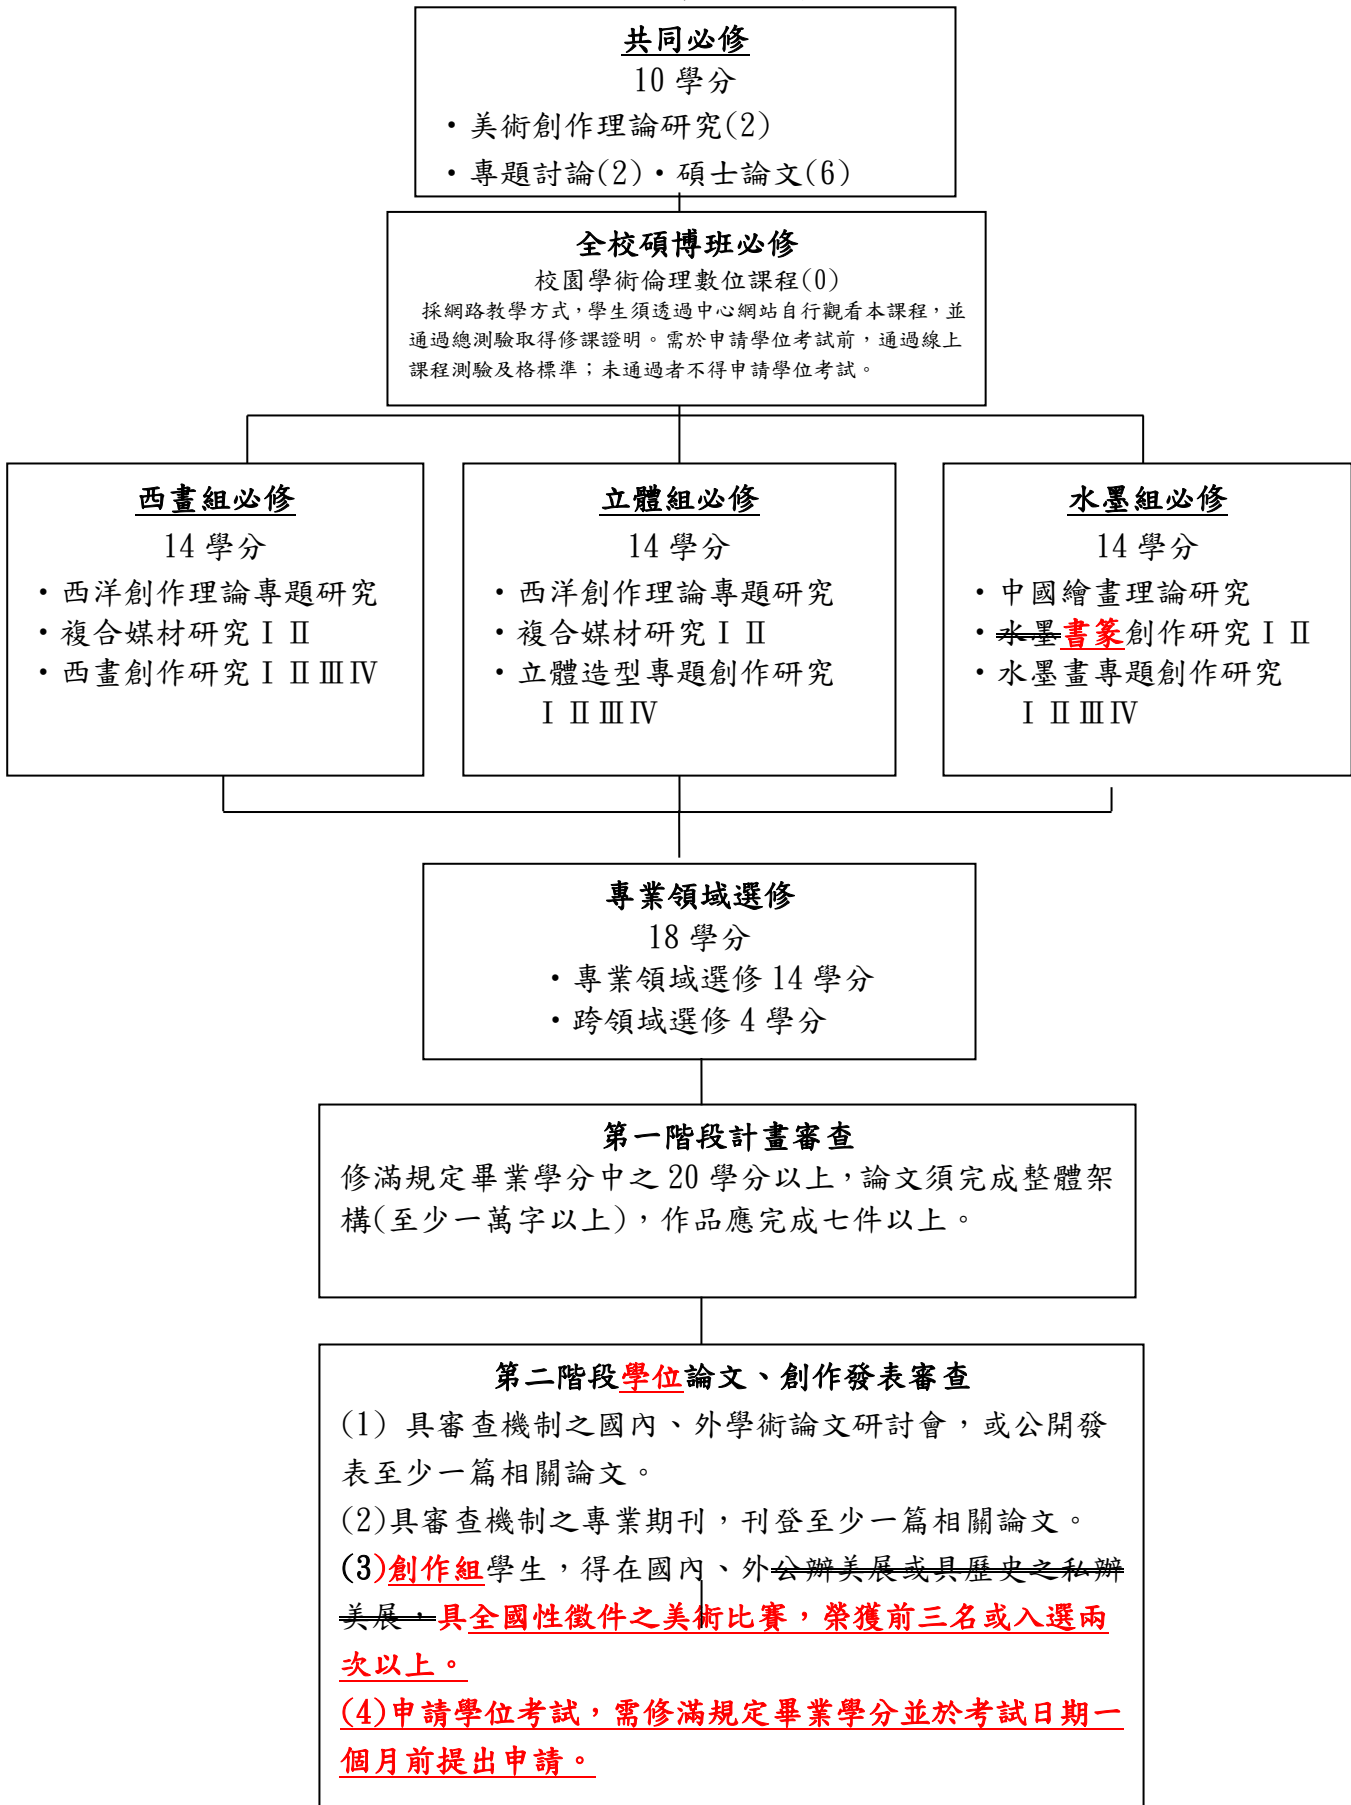 共同必修
10 學分
・美術創作理論研究(2)
・專題討論(2)・碩士論文(6)
全校碩博班必修
校園學術倫理數位課程(0)
採網路教學方式，學生須透過中心網站自行觀看本課程，並
通過總測驗取得修課證明。需於申請學位考試前，通過線上
課程測驗及格標準；未通過者不得申請學位考試。
西畫組必修
14 學分
・西洋創作理論專題研究
・複合媒材研究ⅠⅡ
・西畫創作研究ⅠⅡⅢⅣ
立體組必修
14 學分
・西洋創作理論專題研究
・複合媒材研究ⅠⅡ
・立體造型專題創作研究
ⅠⅡⅢⅣ
水墨組必修
14 學分
・中國繪畫理論研究
・水墨書篆創作研究ⅠⅡ
・水墨畫專題創作研究
ⅠⅡⅢⅣ
專業領域選修
18 學分
・專業領域選修 14 學分
・跨領域選修 4 學分
第一階段計畫審查
修滿規定畢業學分中之 20 學分以上，論文須完成整體架
構(至少一萬字以上)，作品應完成七件以上。
第二階段學位論文、創作發表審查
(1) 具審查機制之國內、外學術論文研討會，或公開發
表至少一篇相關論文。
(2)具審查機制之專業期刊，刊登至少一篇相關論文。
(3)創作組學生，得在國內、外公辦美展或具歷史之私辦
美展，具全國性徵件之美術比賽，榮獲前三名或入選兩
次以上。
(4)申請學位考試，需修滿規定畢業學分並於考試日期一
個月前提出申請。